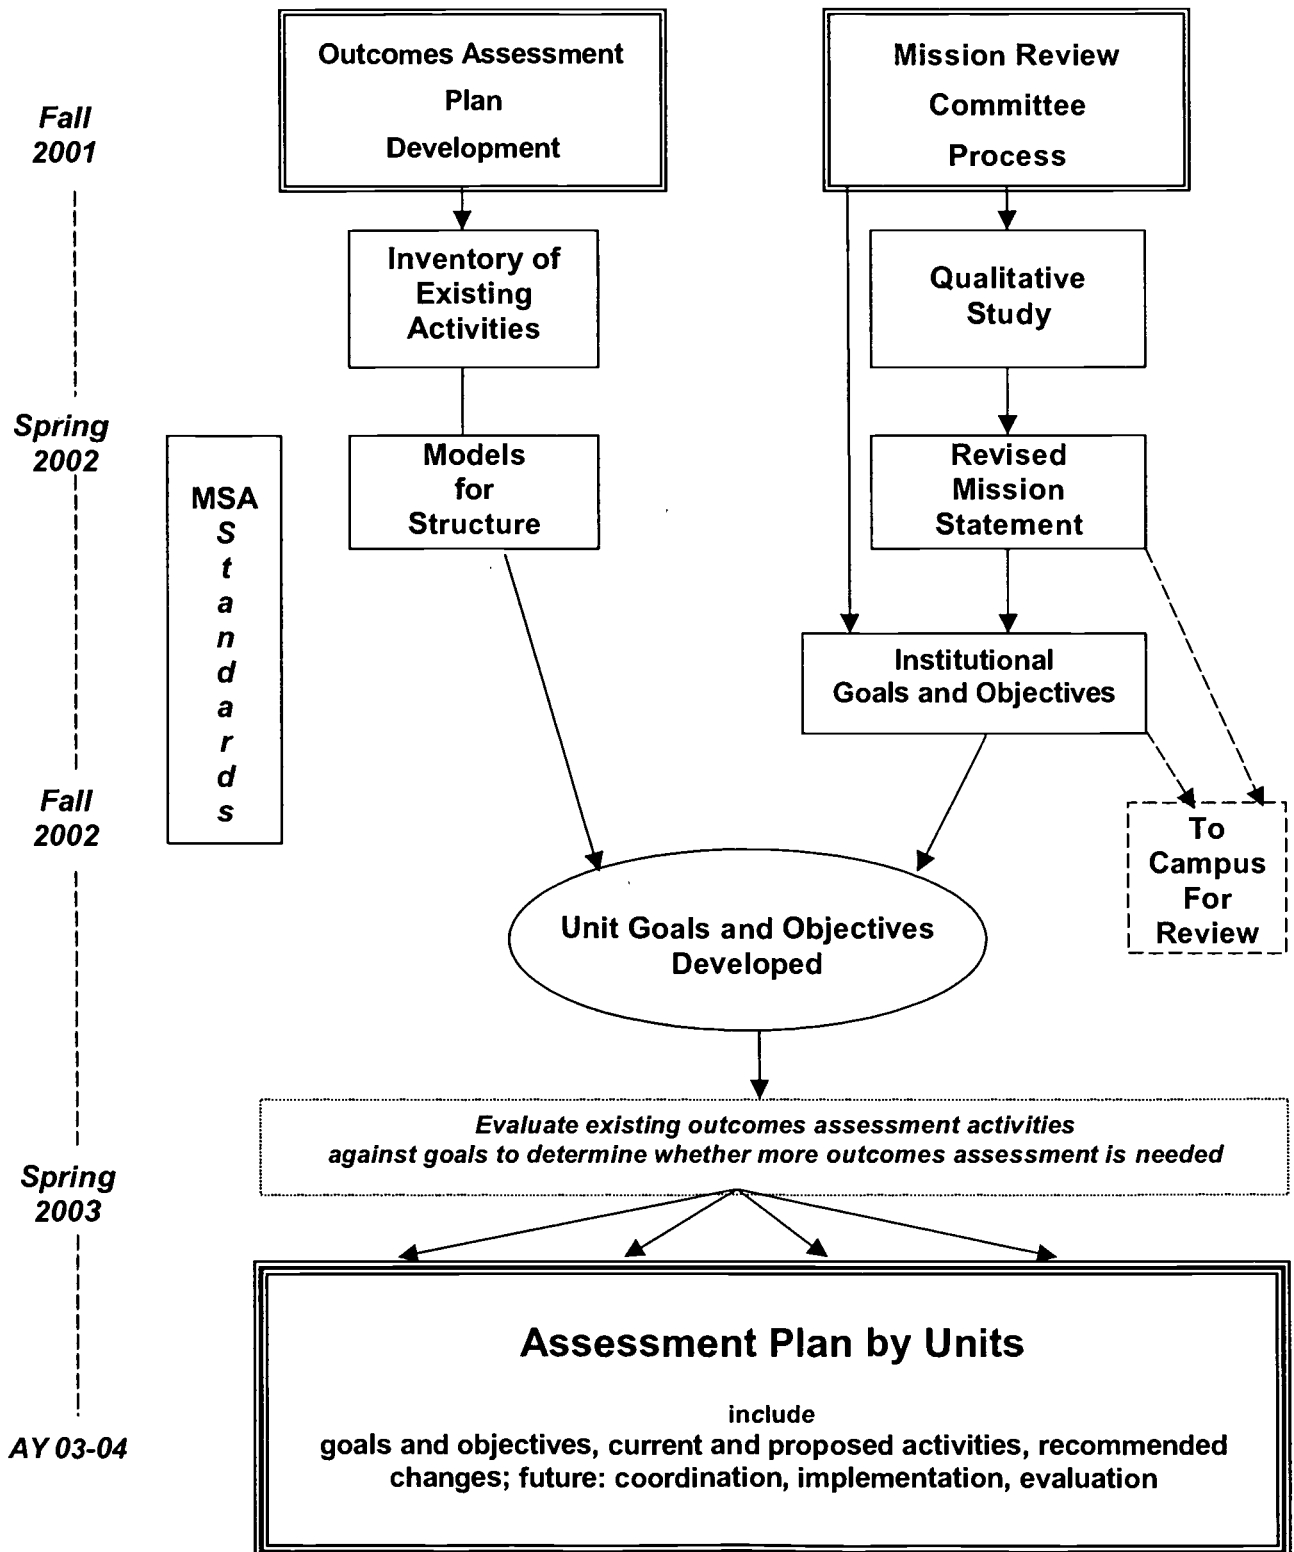 Outcomes Assessment
Plan
Development
Mission Review
Committee
Process
Fall
2001
Inventory of
Existing
Activities
Qualitative
Study
Spring
2002
MSA
S
t
a
n
d
a
r
d
s
Models
for
Structure
Revised
Mission
Statement
Institutional
Goals and Objectives
Fall
2002
To
Campus
For
Review
Unit Goals and Objectives
Developed
Evaluate existing outcomes assessment activities
against goals to determine whether more outcomes assessment is needed
Spring
2003
Assessment Plan by Units
include
goals and objectives, current and proposed activities, recommended
changes; future: coordination, implementation, evaluation
AY 03-04